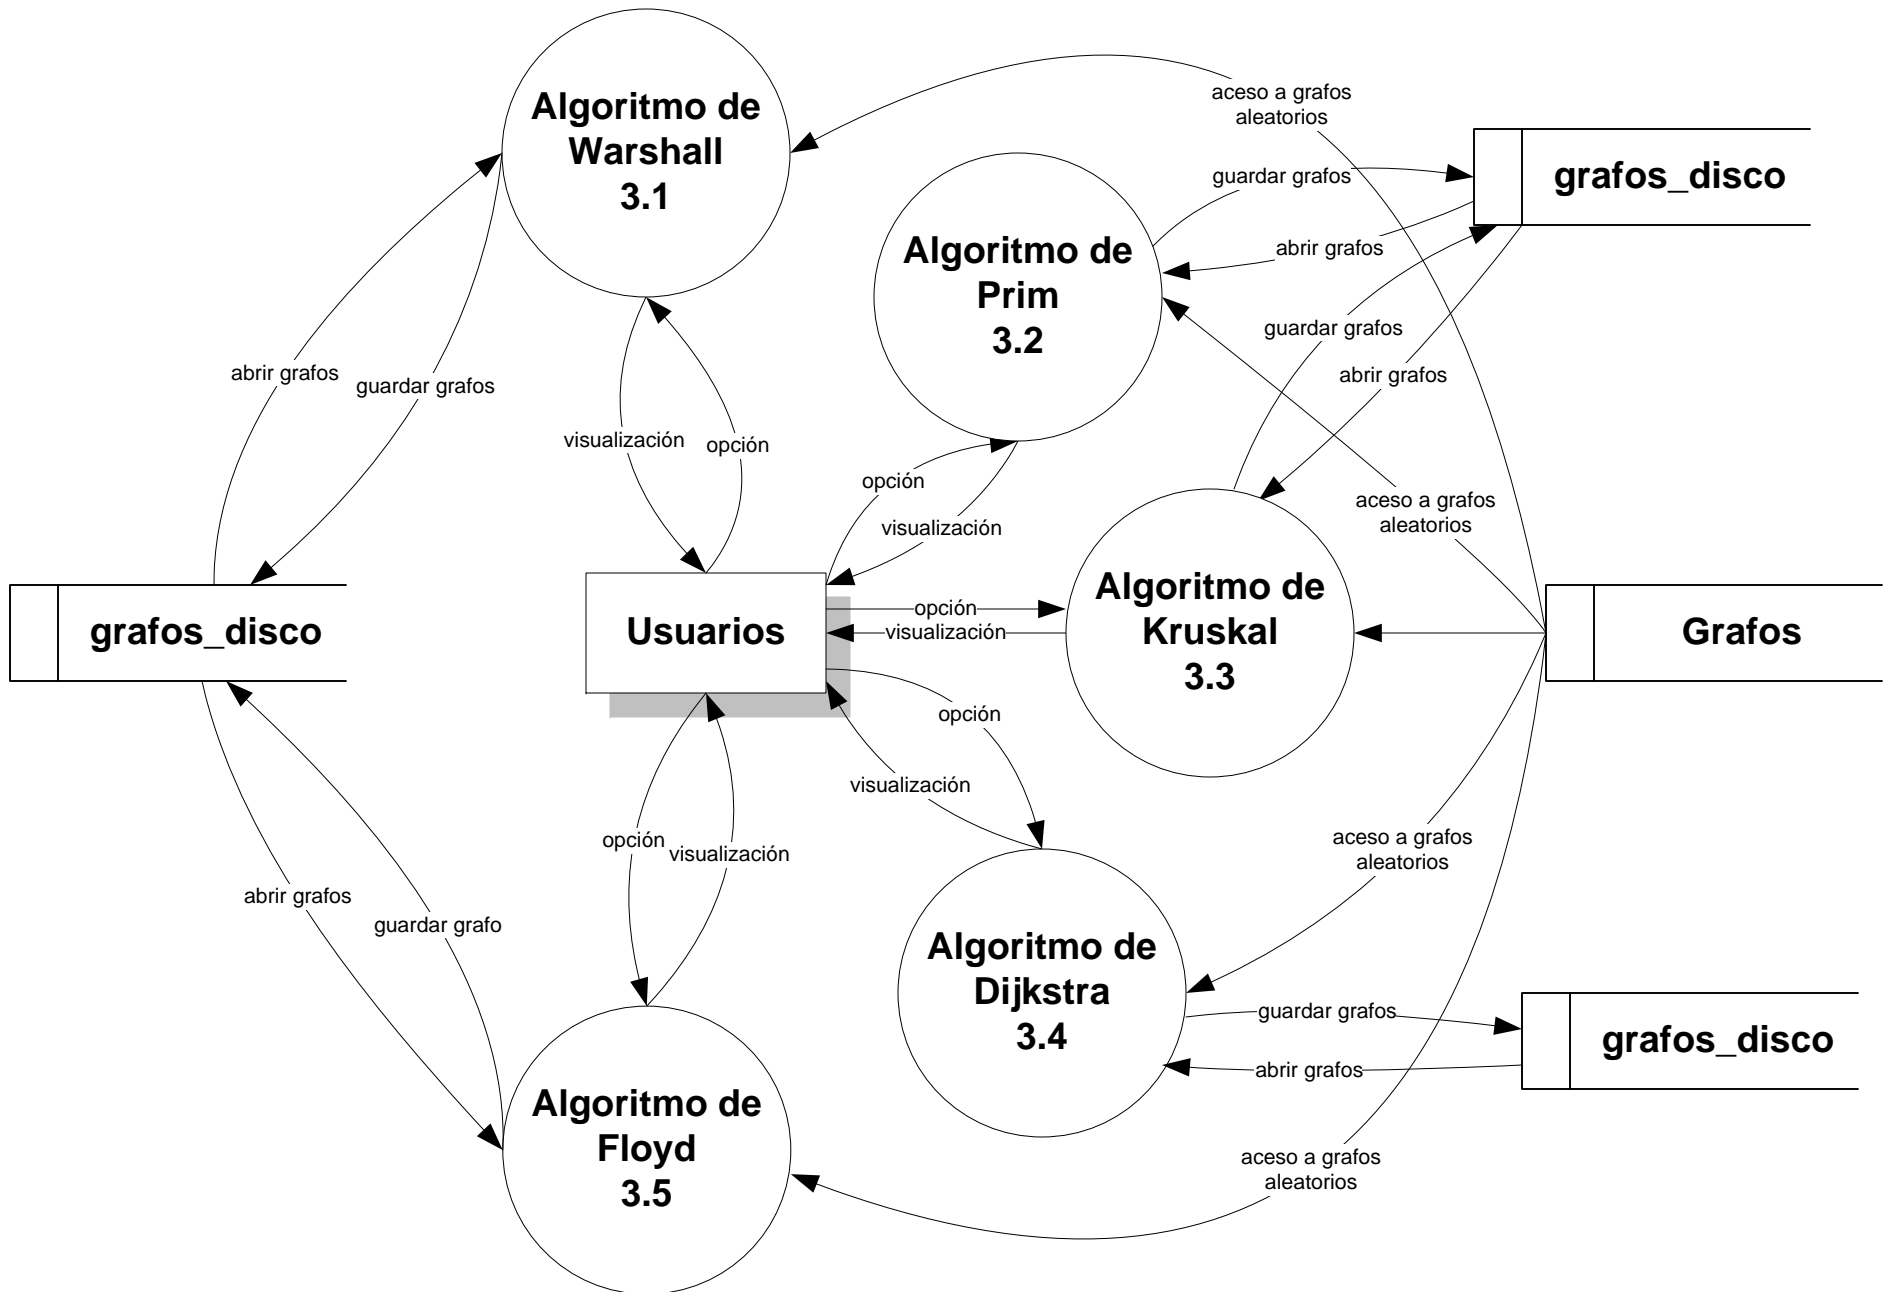 Algoritmo de
Warshall
3.1
aceso a grafos
aleatorios
grafos_disco
guardar grafos
abrir grafos
Algoritmo de
Prim
3.2
guardar grafos
abrir grafos
abrir grafos
guardar grafos
visualización
opción
opción
visualización
aceso a grafos
aleatorios
grafos_disco
Usuarios
opción
visualización
Algoritmo de
Kruskal
3.3
Grafos
opción
visualización
opción
visualización
aceso a grafos
aleatorios
abrir grafos
guardar grafo
Algoritmo de
Dijkstra
3.4
guardar grafos
abrir grafos
grafos_disco
Algoritmo de
Floyd
3.5
aceso a grafos
aleatorios